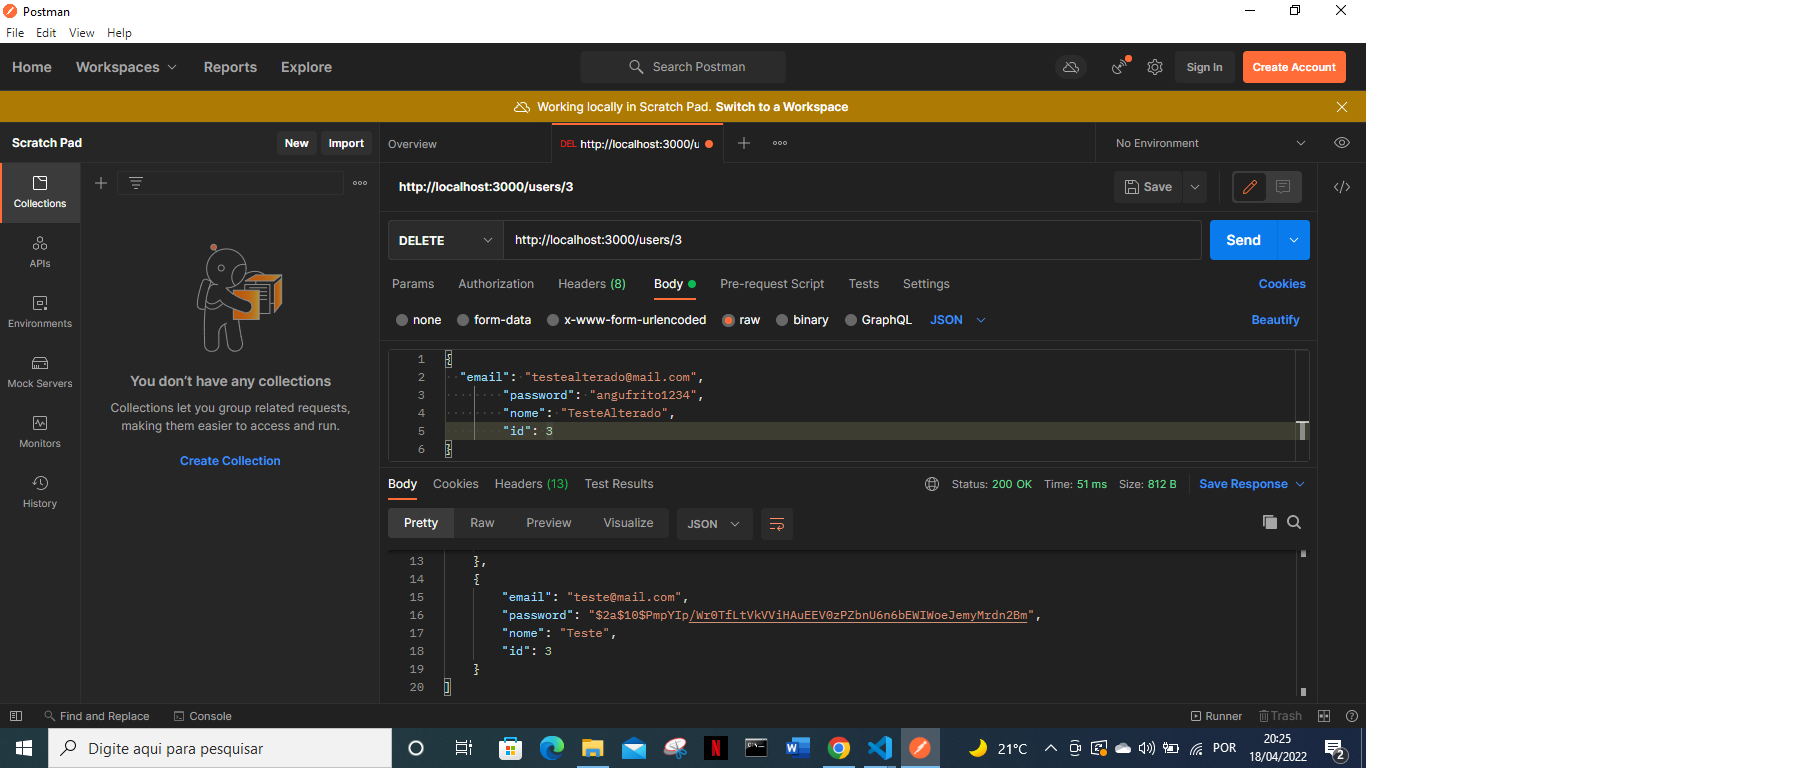 Postman
File Edit View Help
Home Workspaces Reports Explore
Search Postman
Sign In
Create Account
Working locally in Scratch Pad. Switch to a Workspace
Scratch Pad
New
Import
Overview
DEL http://localhost:3000/u
No Environment
Collections
APIs
Environments
Mock Servers
Monitors
History
You don't have any collections
Collections let you group related requests,
making them easier to access and run.
Create Collection
http://localhost:3000/users/3
Save
DELETE
http://localhost:3000/users/3
Send
Params Authorization Headers (8) Body Pre-request Script Tests Settings
Cookies
none form-data x-www-form-urlencoded raw binary GraphQL JSON
Beautify
1 {
2 "email": "testealterado@mail.com",
3 "password": "angufrito1234",
4 "nome": "TesteAlterado",
5 "id": 3
6 }
Body Cookies Headers (13) Test Results
Status: 200 OK Time: 51 ms Size: 812 B
Save Response
Pretty Raw Preview Visualize JSON
13 },
14 {
15 "email": "teste@mail.com",
16 "password": "$2a$10$PmpYIp/Wr0TfLtVkVViHAuEEV0zPZbnU6n6bEWIWoeJemyMrdn2Bm",
17 "nome": "Teste",
18 "id": 3
19 }
20 ]
Find and Replace Console
Runner Trash
Digite aqui para pesquisar
21°C
POR
20:25
18/04/2022
2